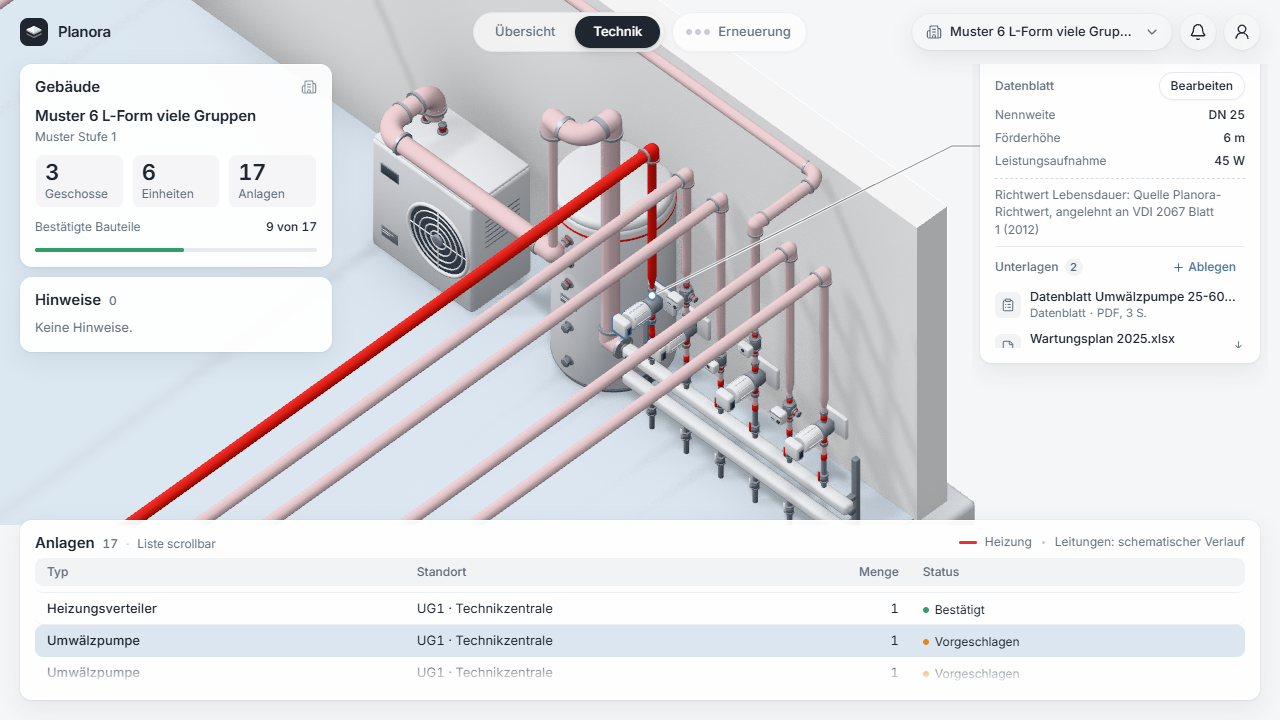 Planora
Übersicht
Technik
Erneuerung
Muster 6 L-Form viele Grup...
Gebäude
Muster 6 L-Form viele Gruppen
Muster Stufe 1
3
Geschosse
6
Einheiten
17
Anlagen
Bestätigte Bauteile
9 von 17
Hinweise 0
Keine Hinweise.
Datenblatt
Bearbeiten
Nennweite
DN 25
Förderhöhe
6 m
Leistungsaufnahme
45 W
Richtwert Lebensdauer: Quelle Planora-
Richtwert, angelehnt an VDI 2067 Blatt
1 (2012)
Unterlagen 2
+ Ablegen
Datenblatt Umwälzpumpe 25-60...
Datenblatt · PDF, 3 S.
Wartungsplan 2025.xlsx
Anlagen 17 · Liste scrollbar
Heizung • Leitungen: schematischer Verlauf
Typ Standort Menge Status
Heizungsverteiler UG1 · Technikzentrale 1 Bestätigt
Umwälzpumpe UG1 · Technikzentrale 1 Vorgeschlagen
Umwälzpumpe UG1 · Technikzentrale 1 Vorgeschlagen